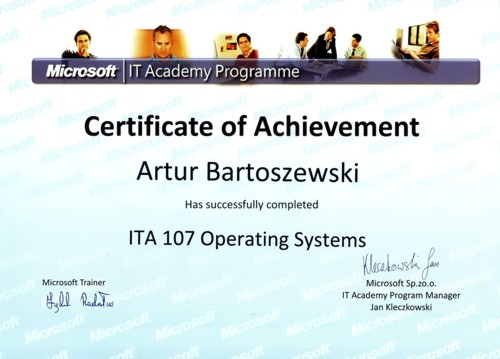 Microsoft | IT Academy Programme
Certificate of Achievement
Artur Bartoszewski
Has successfully completed
ITA 107 Operating Systems
Microsoft Trainer
Kleczkowski Jan
Microsoft Sp.zo.o.
IT Academy Program Manager
Jan Kleczkowski